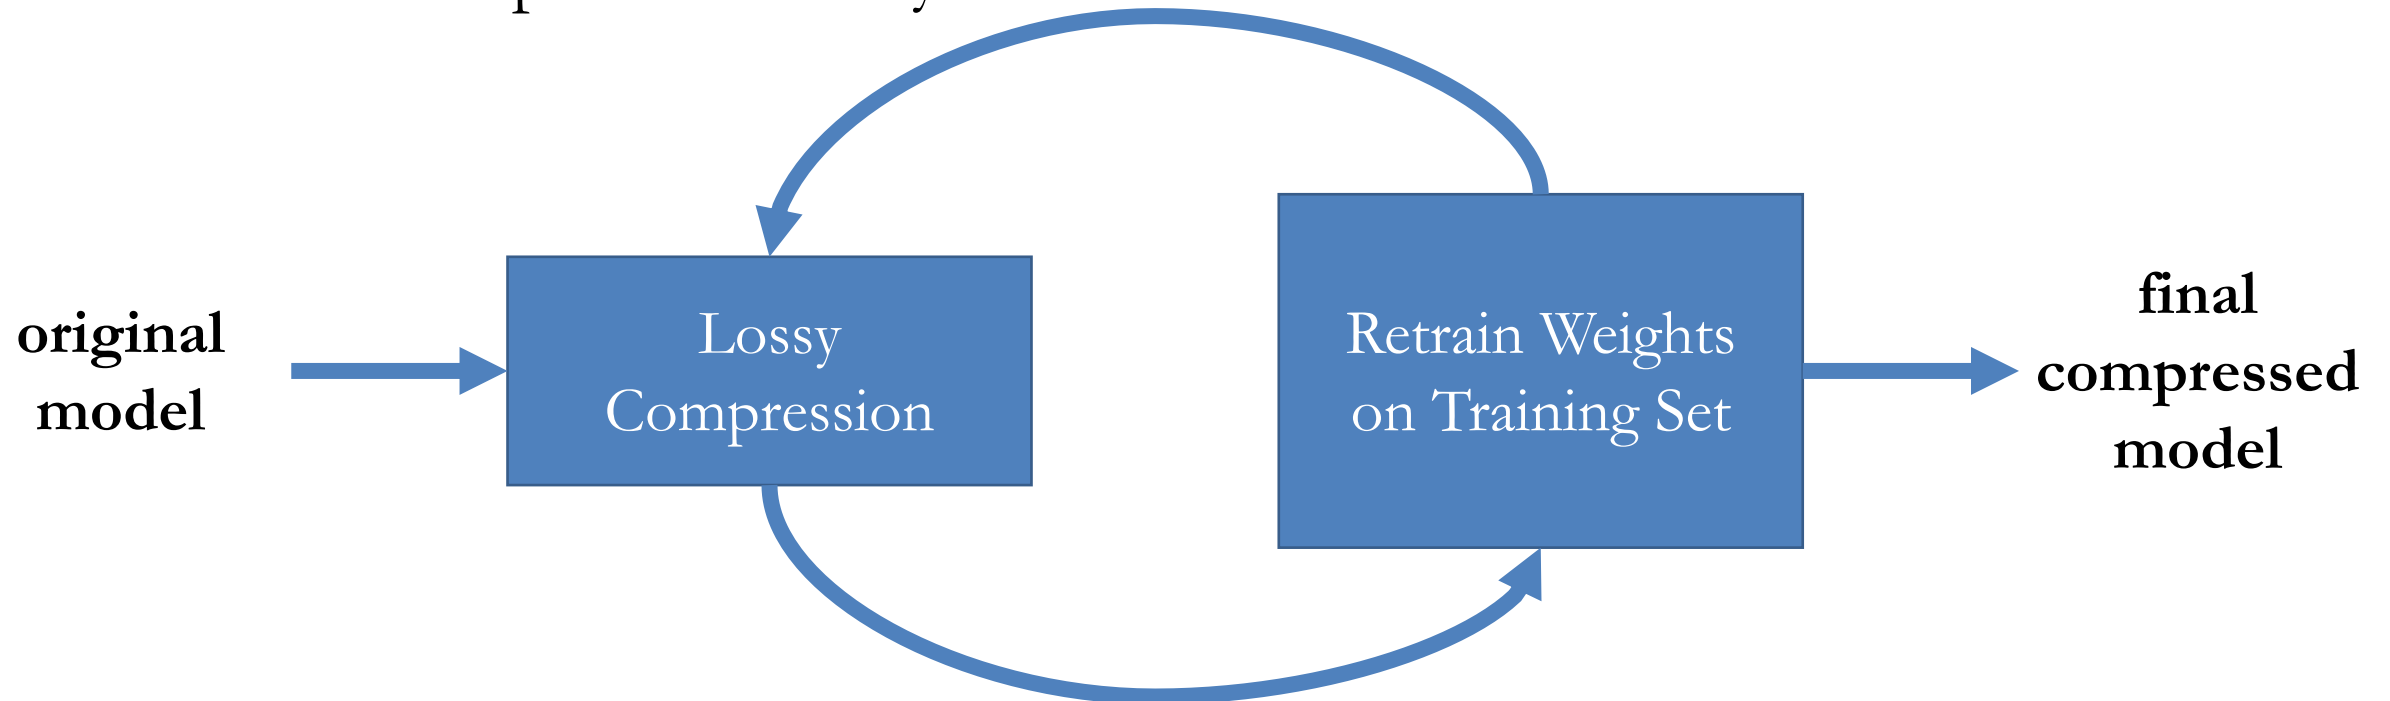 original
model
Lossy
Compression
Retrain Weights
on Training Set
final
compressed
model